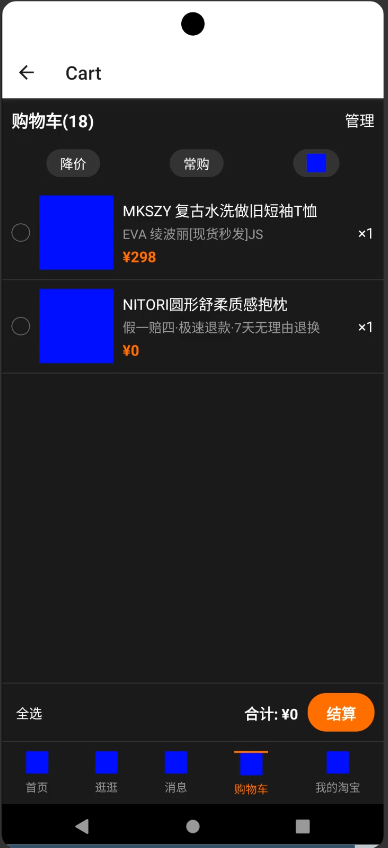 Cart
购物车(18)
管理
降价
常购
MKSZY 复古水洗做旧短袖T恤
EVA 绫波丽[现货秒发]JS
×1
¥298
NITORI圆形舒柔质感抱枕
假一赔四·极速退款·7天无理由退换
×1
¥0
全选
合计: ¥0
结算
首页
逛逛
消息
购物车
我的淘宝